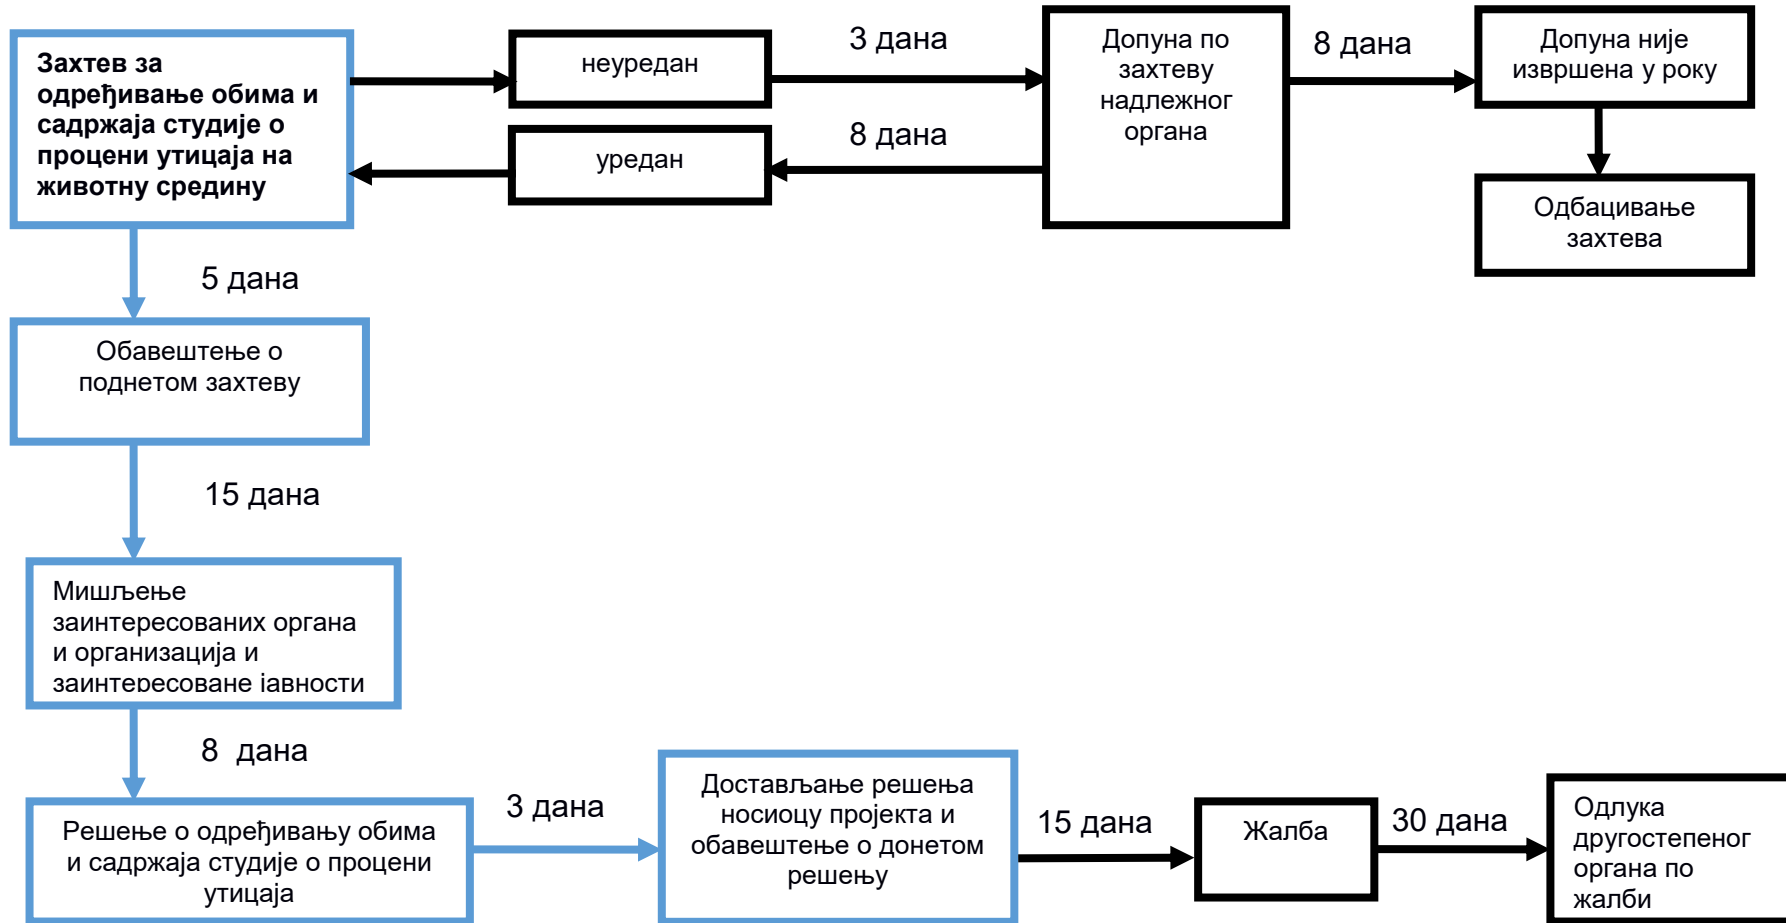 Захтев за
одређивање обима и
садржаја студије о
процени утицаја на
животну средину
неуредан
3 дана
Допуна по
захтеву
надлежног
органа
8 дана
Допуна није
извршена у року
уредан
8 дана
Одбацивање
захтева
5 дана
Обавештење о
поднетом захтеву
15 дана
Мишљење
заинтересованих органа
и организација и
заинтересоване јавности
8 дана
Решење о одређивању обима
и садржаја студије о процени
утицаја
3 дана
Достављање решења
носиоцу пројекта и
обавештење о донетом
решењу
15 дана
Жалба
30 дана
Одлука
другостепеног
органа по
жалби